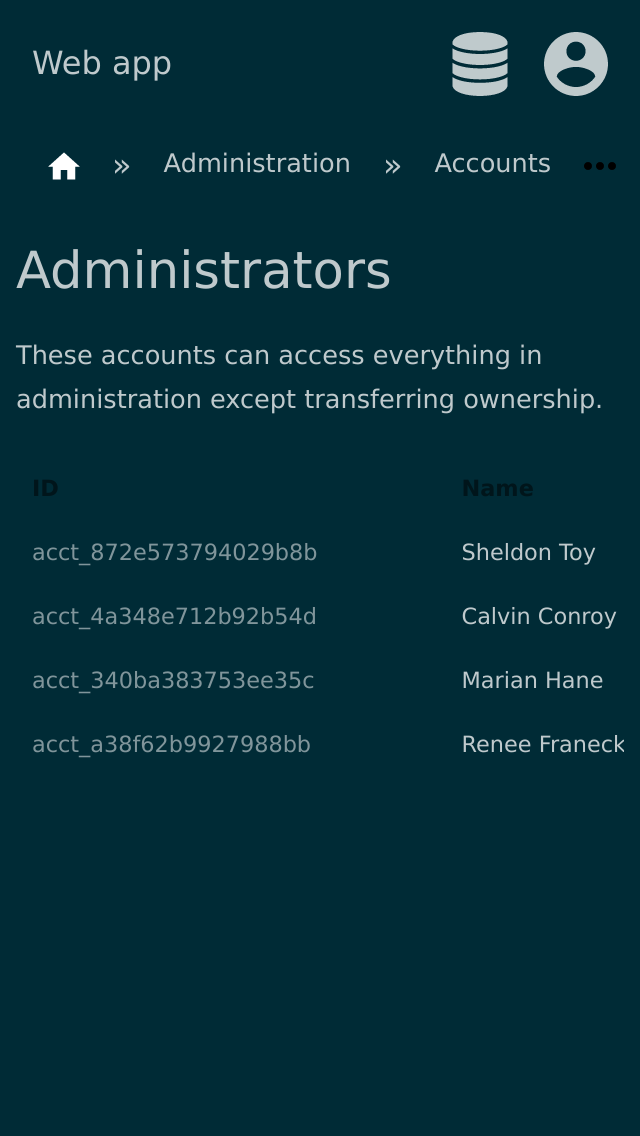 Web app
» Administration » Accounts •••
Administrators
These accounts can access everything in
administration except transferring ownership.
ID Name
acct_872e573794029b8b Sheldon Toy
acct_4a348e712b92b54d Calvin Conroy
acct_340ba383753ee35c Marian Hane
acct_a38f62b9927988bb Renee Franeck